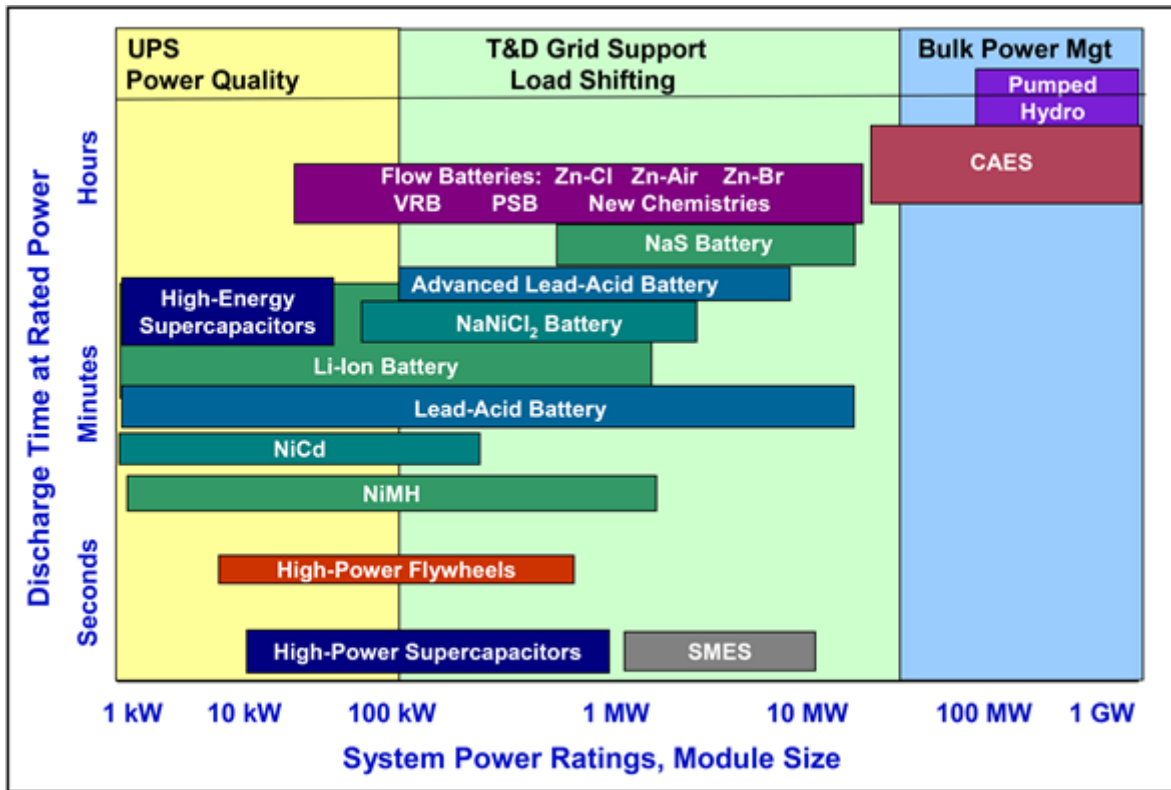 UPS
Power Quality
T&D Grid Support
Load Shifting
Bulk Power Mgt
Pumped
Hydro
CAES
Flow Batteries: Zn-Cl Zn-Air Zn-Br
VRB PSB New Chemistries
NaS Battery
Advanced Lead-Acid Battery
High-Energy
Supercapacitors
NaNiCl₂ Battery
Li-Ion Battery
Lead-Acid Battery
NiCd
NiMH
High-Power Flywheels
High-Power Supercapacitors
SMES
Discharge Time at Rated Power
Hours
Minutes
Seconds
1 kW 10 kW 100 kW 1 MW 10 MW 100 MW 1 GW
System Power Ratings, Module Size